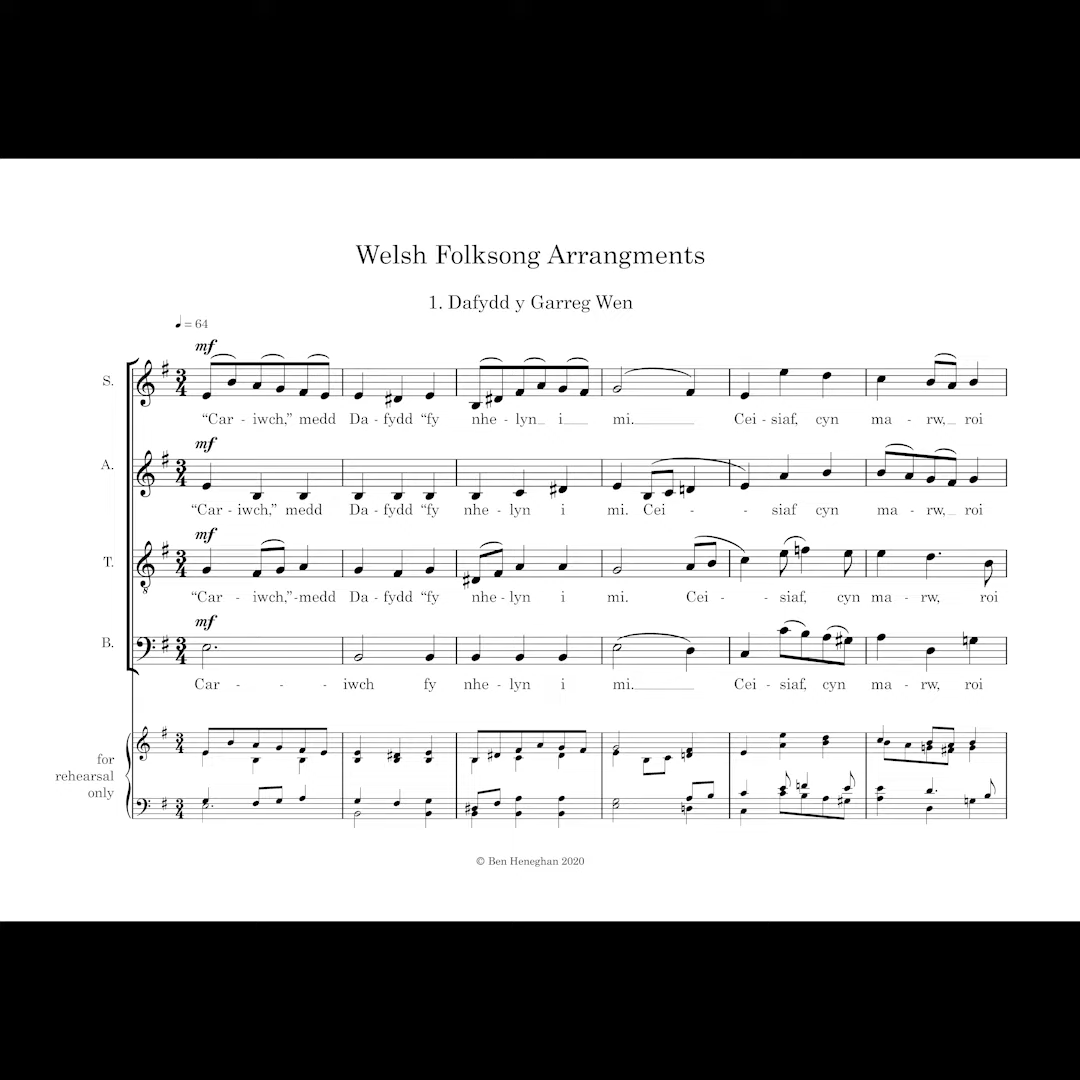 Welsh Folksong Arrangments
1. Dafydd y Garreg Wen
= 64
mf
S.
“Car - iwch,” medd Da - fydd “fy nhe - lyn_ i_ mi._ Cei - siaf, cyn ma - rw,_ roi
mf
A.
“Car - iwch,” medd Da - fydd “fy nhe - lyn i mi. Cei - - siaf cyn ma - rw,_ roi
mf
T.
“Car - iwch,”-medd Da - fydd “fy nhe - lyn i mi. Cei - - siaf, cyn ma - rw, roi
mf
B.
Car - - - iwch fy nhe - lyn i mi._ Cei - siaf, cyn ma - rw, roi
for
rehearsal
only
© Ben Heneghan 2020